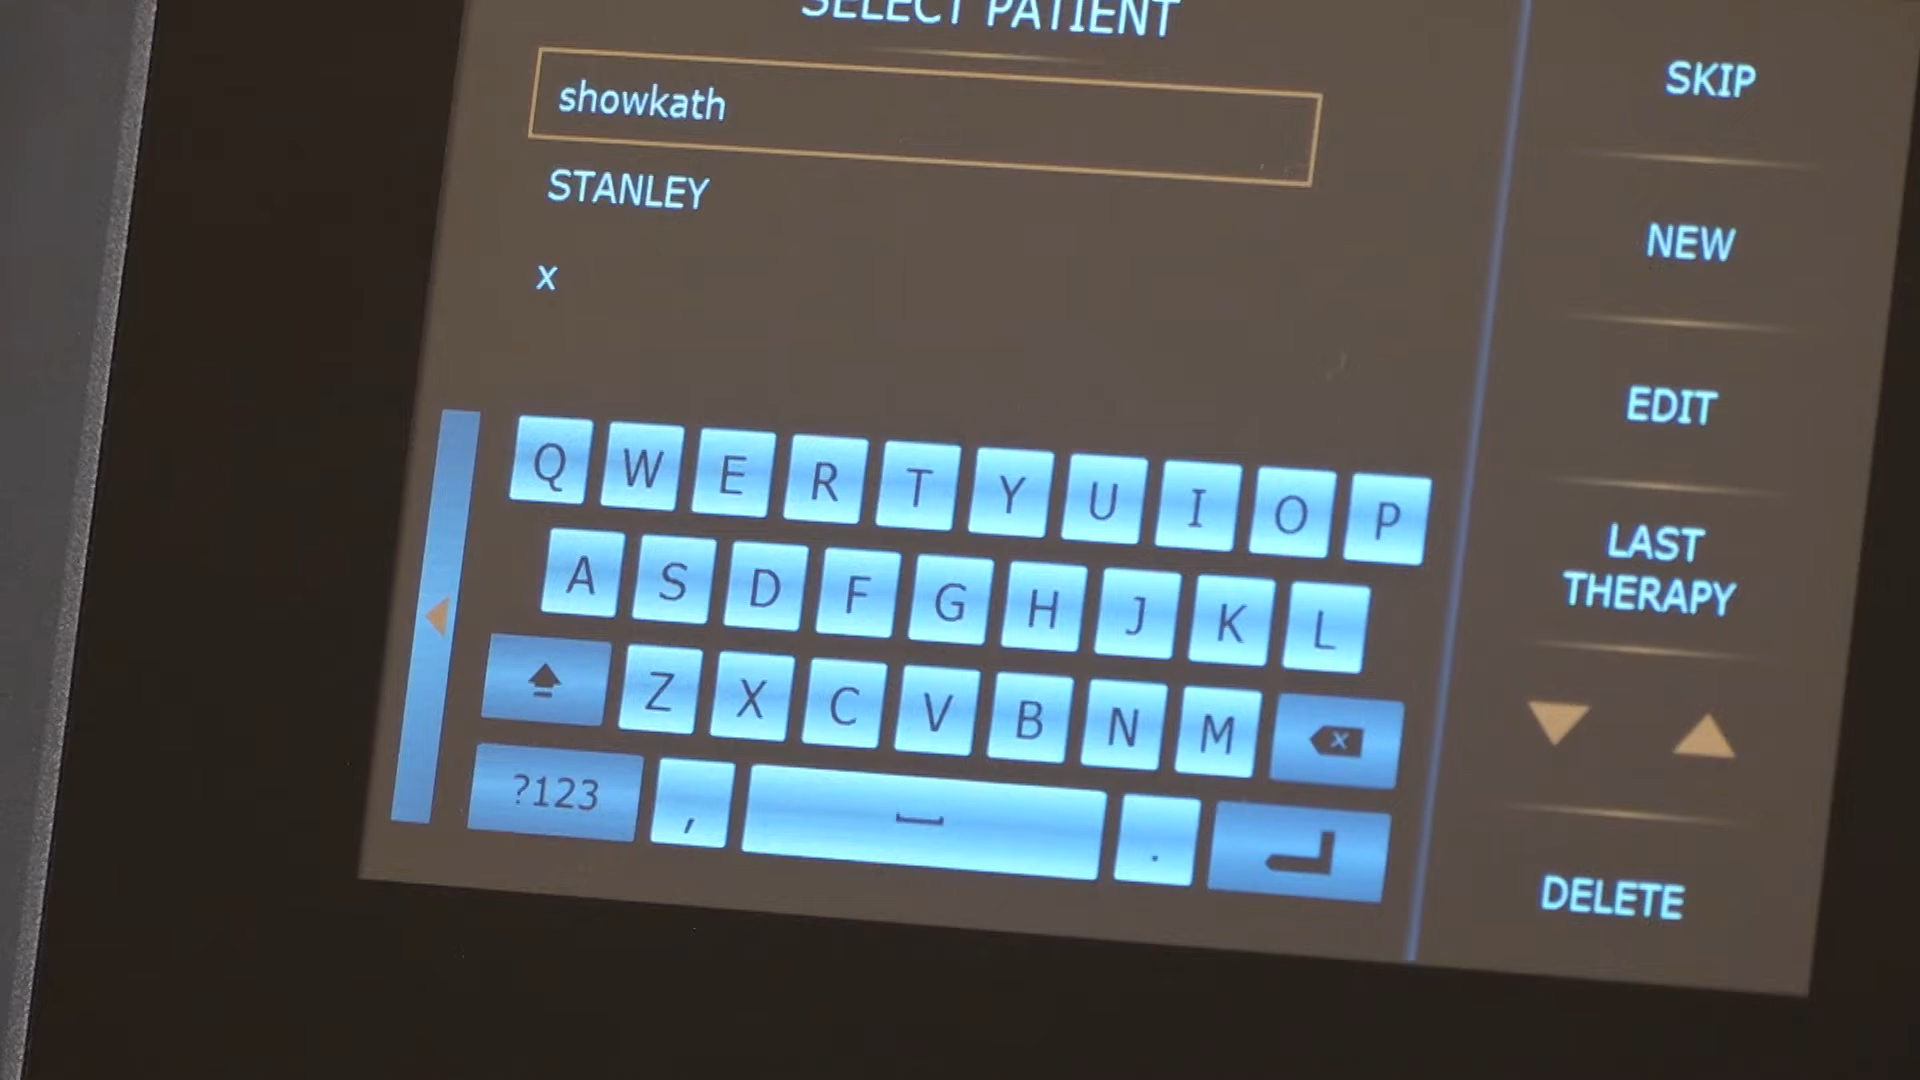 SELECT PATIENT
showkath
STANLEY
x
Q W E R T Y U I O P
A S D F G H J K L
Z X C V B N M
?123 , .
SKIP
NEW
EDIT
LAST
THERAPY
DELETE